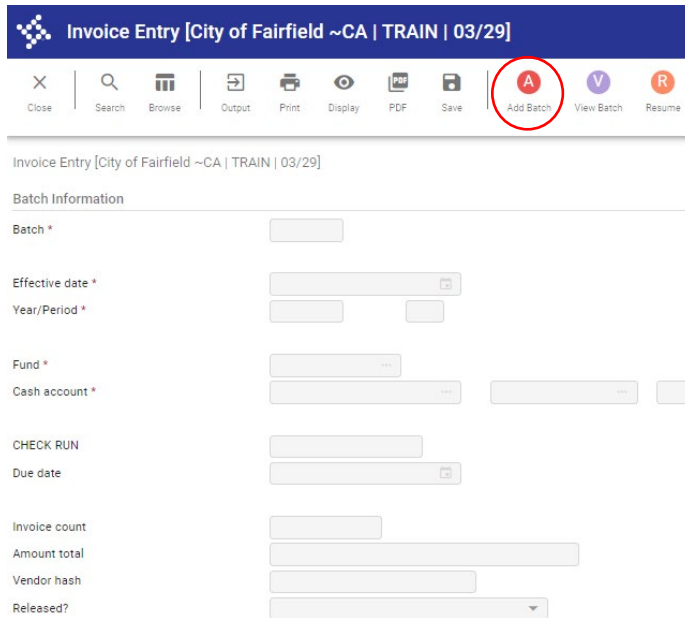 Invoice Entry [City of Fairfield ~CA | TRAIN | 03/29]
Close Search Browse Output Print Display PDF Save Add Batch View Batch Resume
PDF A V R
Invoice Entry [City of Fairfield ~CA | TRAIN | 03/29]
Batch Information
Batch *
Effective date *
Year/Period *
Fund *
Cash account *
CHECK RUN
Due date
Invoice count
Amount total
Vendor hash
Released?